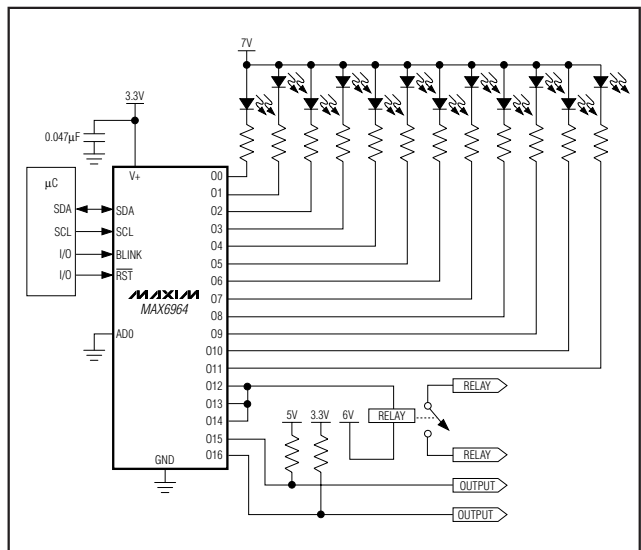 7V
3.3V
0.047µF
µC
V+
O0
O1
SDA
SDA
O2
SCL
SCL
O3
I/O
BLINK
O4
I/O
RST
O5
O6
MAXIM
O7
MAX6964
O8
AD0
O9
O10
O11
O12
RELAY
O13
5V
3.3V
6V
RELAY
O14
O15
RELAY
O16
GND
OUTPUT
OUTPUT